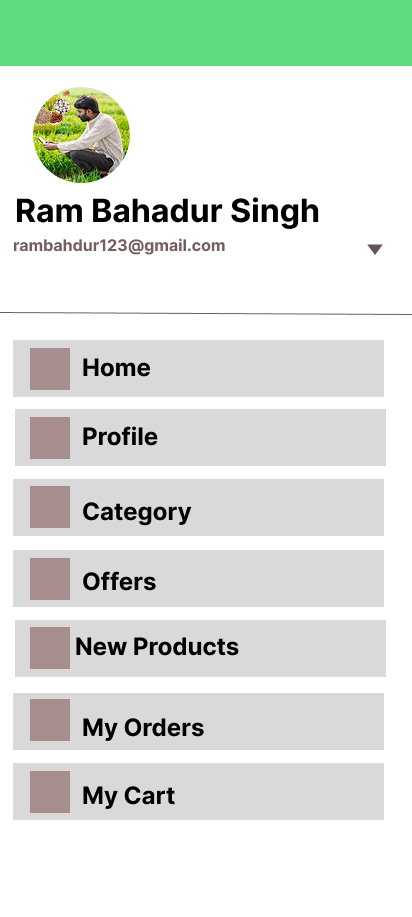 Ram Bahadur Singh
rambahdur123@gmail.com
Home
Profile
Category
Offers
New Products
My Orders
My Cart